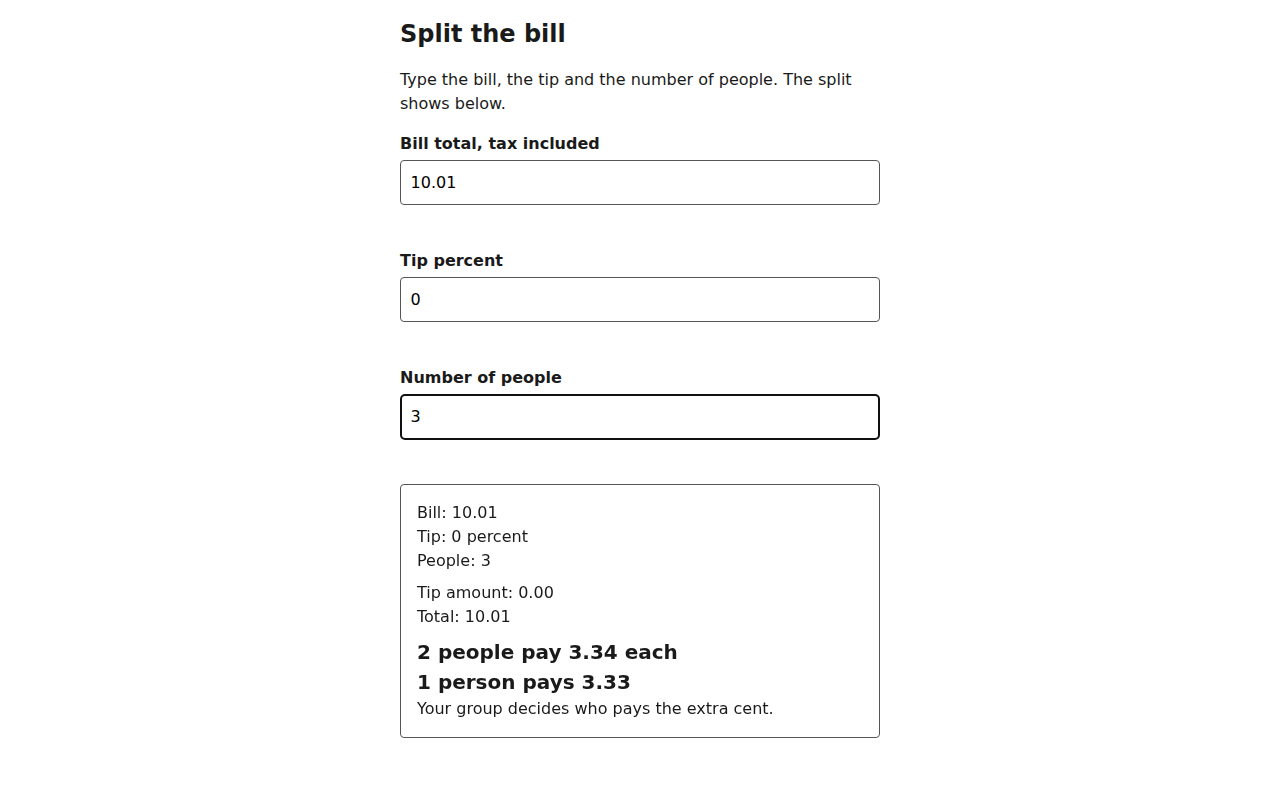 Split the bill
Type the bill, the tip and the number of people. The split
shows below.
Bill total, tax included
10.01
Tip percent
0
Number of people
3
Bill: 10.01
Tip: 0 percent
People: 3
Tip amount: 0.00
Total: 10.01
2 people pay 3.34 each
1 person pays 3.33
Your group decides who pays the extra cent.